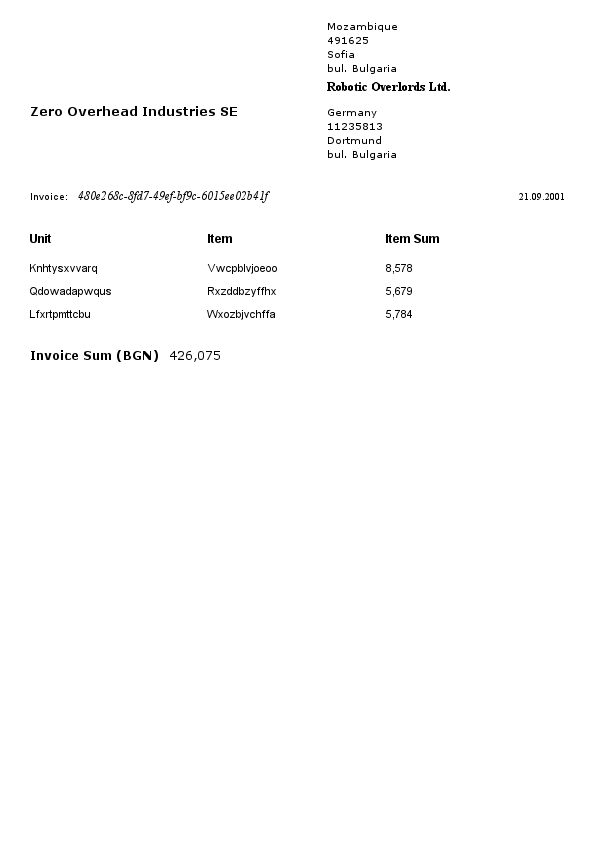 Mozambique
491625
Sofia
bul. Bulgaria
Robotic Overlords Ltd.
Zero Overhead Industries SE
Germany
11235813
Dortmund
bul. Bulgaria
Invoice: 480e268c-8fd7-49ef-bf9c-6015ee02b41f 21.09.2001
Unit Item Item Sum
Knhtysxvvarq Vwcpblvjoeoo 8,578
Qdowadapwqus Rxzddbzyffhx 5,679
Lfxrtpmttcbu Wxozbjvchffa 5,784
Invoice Sum (BGN) 426,075